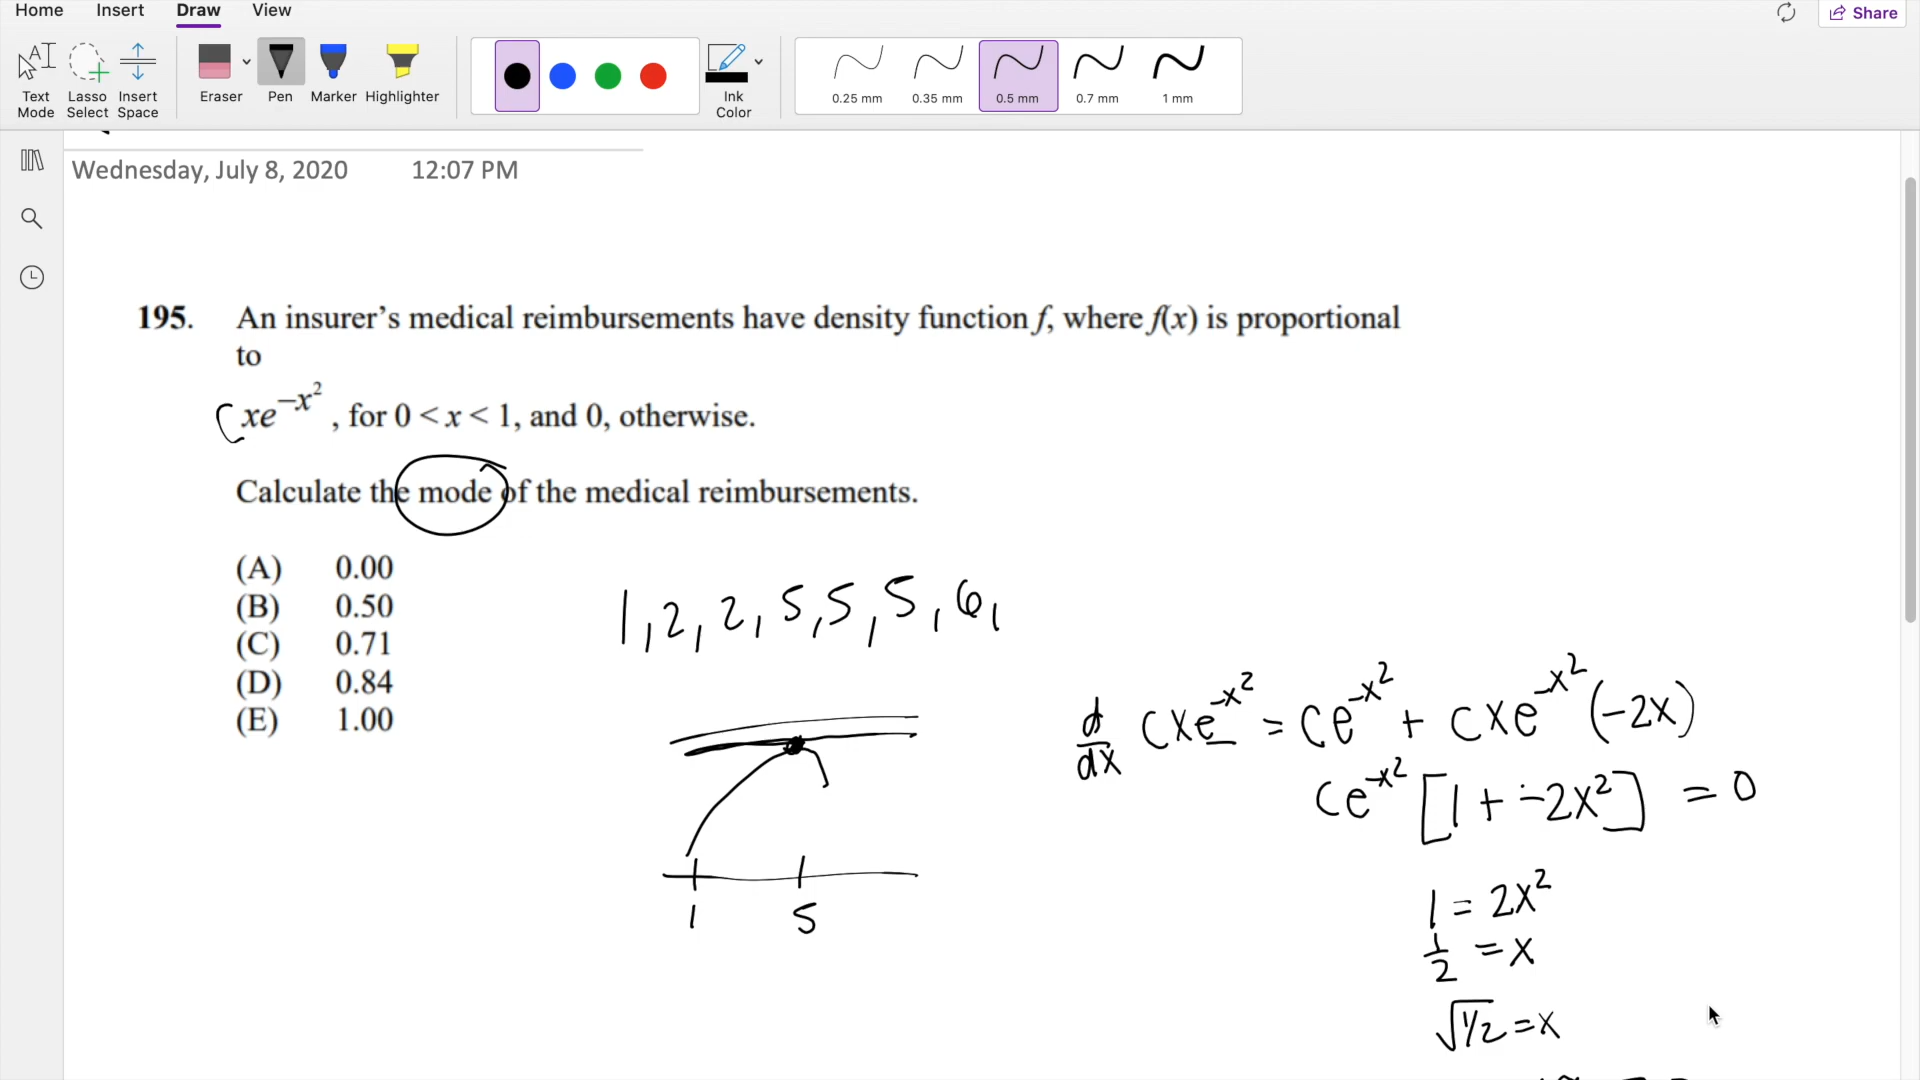 Home Insert Draw View
Share
Text Mode
Lasso Select
Insert Space
Eraser
Pen
Marker
Highlighter
Ink Color
0.25 mm
0.35 mm
0.5 mm
0.7 mm
1 mm
Wednesday, July 8, 2020 12:07 PM
195. An insurer's medical reimbursements have density function f, where f(x) is proportional
to
Cxe^{-x^2}, for 0 < x < 1, and 0, otherwise.
Calculate the mode of the medical reimbursements.
(A) 0.00
(B) 0.50
(C) 0.71
(D) 0.84
(E) 1.00
1, 2, 2, 5, 5, 5, 6,
1 5
d/dx Cxe^{-x^2} = Ce^{-x^2} + Cxe^{-x^2}(-2x)
Ce^{-x^2}[1 + -2x^2] = 0
1 = 2x^2
1/2 = x
√1/2 = x